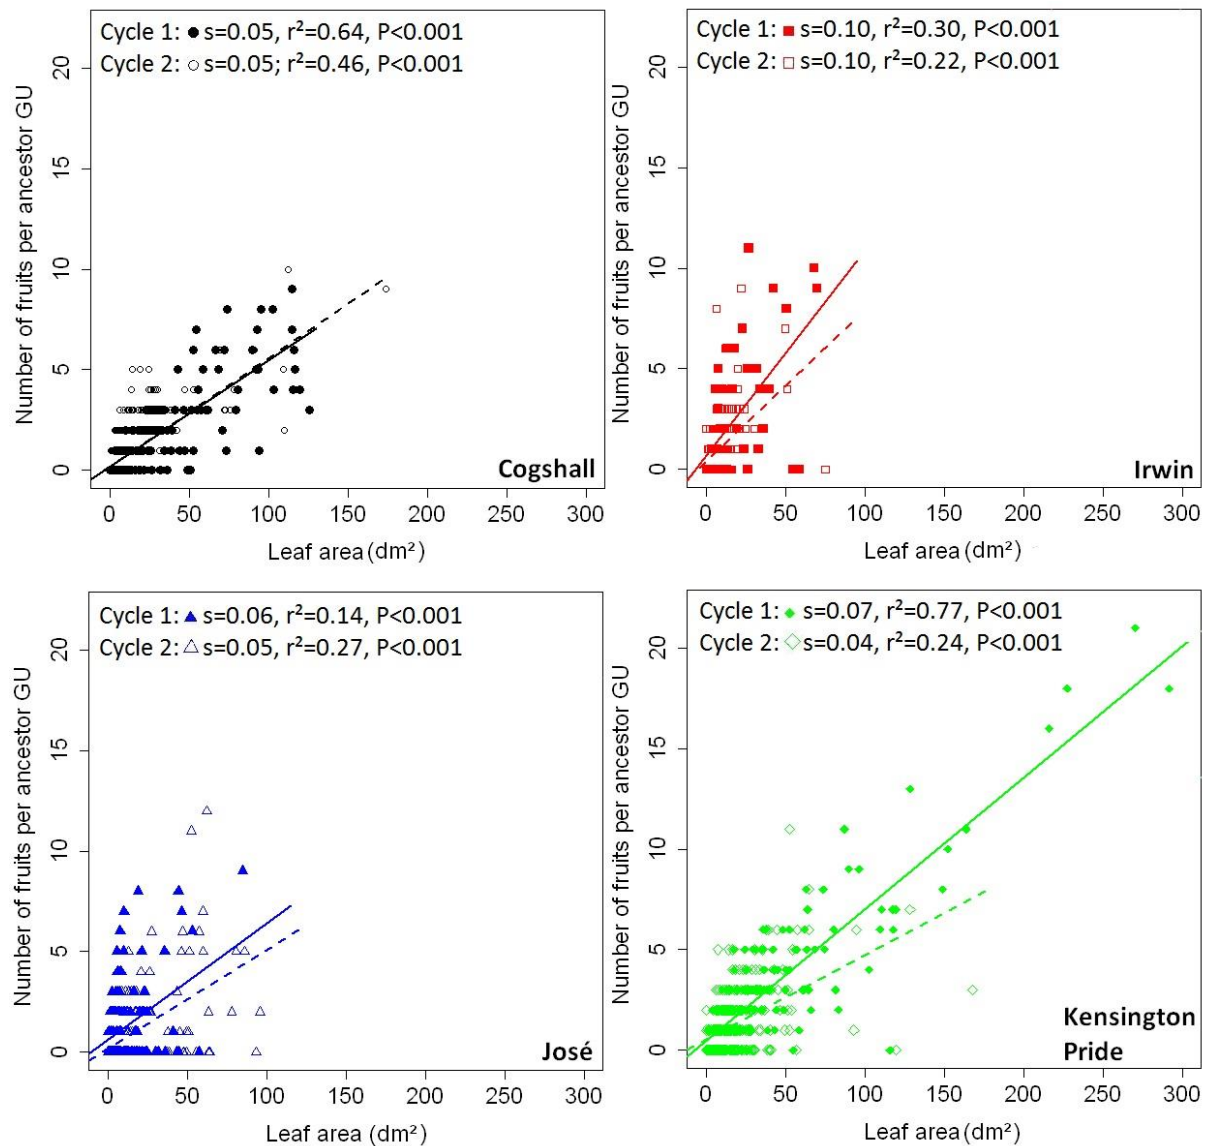 Cycle 1: ● s=0.05, r²=0.64, P<0.001
Cycle 2: ○ s=0.05; r²=0.46, P<0.001
Number of fruits per ancestor GU
20
15
10
5
0
Cogshall
0 50 100 150 200 250 300
Leaf area (dm²)
Cycle 1: ■ s=0.10, r²=0.30, P<0.001
Cycle 2: □ s=0.10, r²=0.22, P<0.001
Number of fruits per ancestor GU
20
15
10
5
0
Irwin
0 50 100 150 200 250 300
Leaf area (dm²)
Cycle 1: ▲ s=0.06, r²=0.14, P<0.001
Cycle 2: △ s=0.05, r²=0.27, P<0.001
Number of fruits per ancestor GU
20
15
10
5
0
José
0 50 100 150 200 250 300
Leaf area (dm²)
Cycle 1: ◆ s=0.07, r²=0.77, P<0.001
Cycle 2: ◇ s=0.04, r²=0.24, P<0.001
Number of fruits per ancestor GU
20
15
10
5
0
Kensington
Pride
0 50 100 150 200 250 300
Leaf area (dm²)